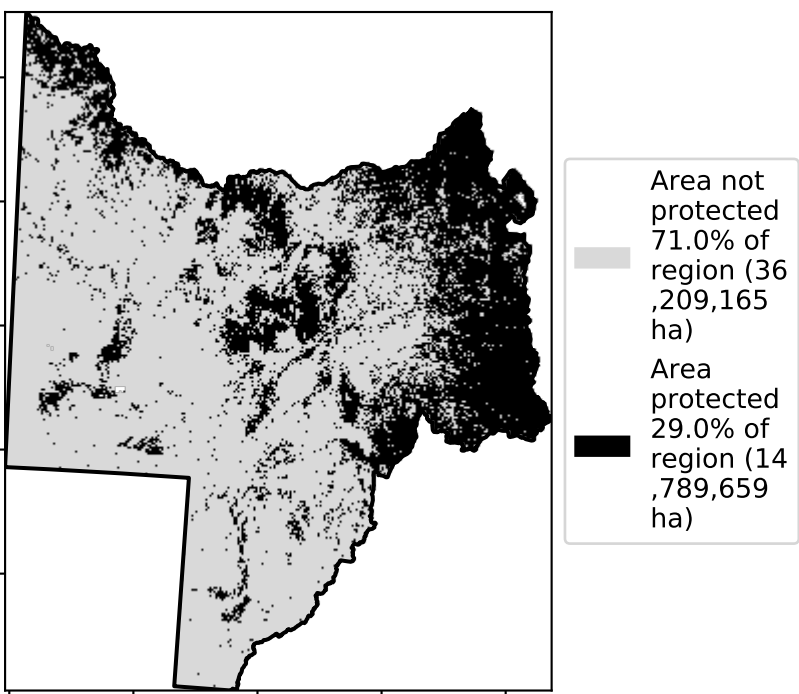 Area not
protected
71.0% of
region (36
,209,165
ha)
Area
protected
29.0% of
region (14
,789,659
ha)